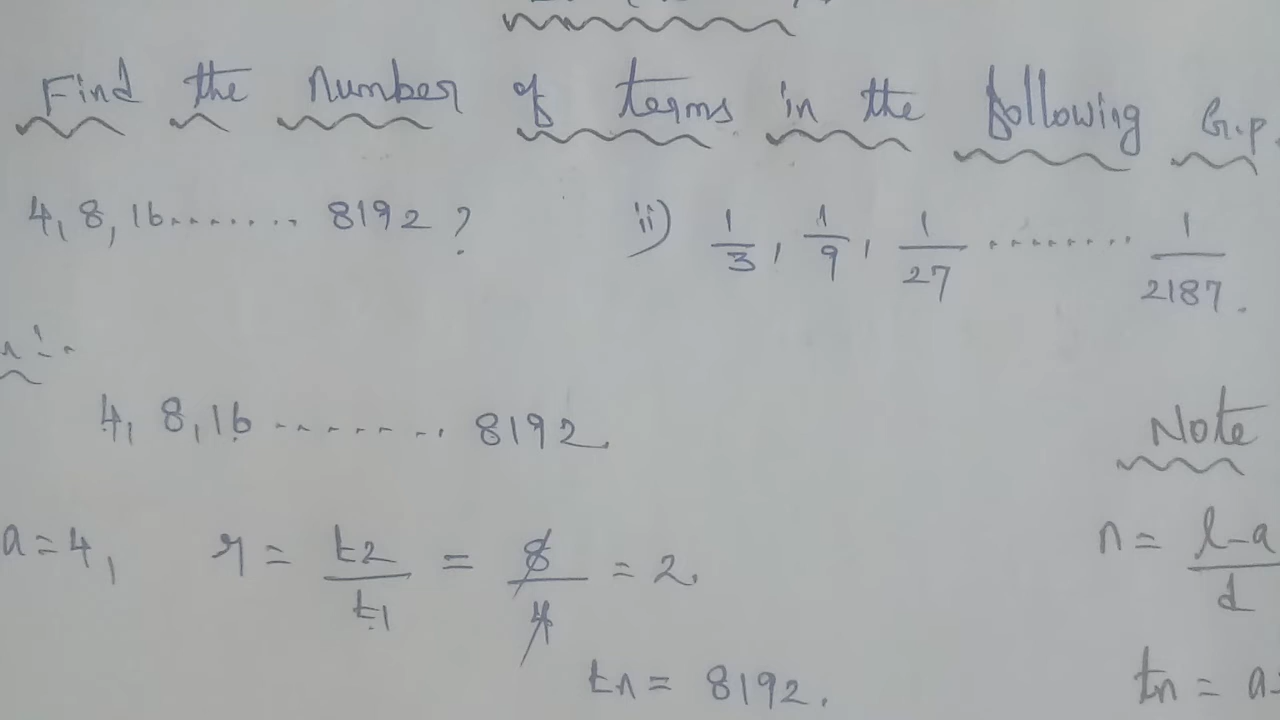 Find the number of terms in the following G.p.
4, 8, 16....... 8192 ? ii) 1/3, 1/9, 1/27 ........ 1/2187.
4, 8, 16 ........ 8192.
a = 4, r = t2/t1 = 8/4 = 2.
tn = 8192.
Note
n = l-a/d
tn = a